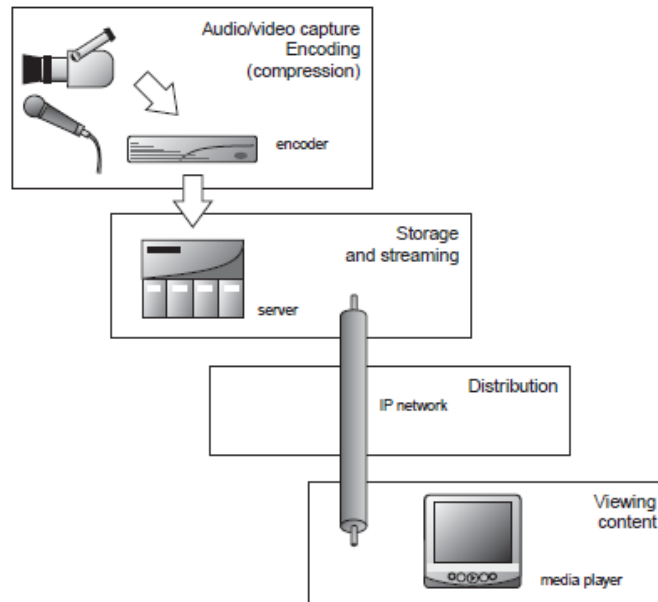 Audio/video capture
Encoding
(compression)
encoder
Storage
and streaming
server
Distribution
IP network
Viewing
content
media player